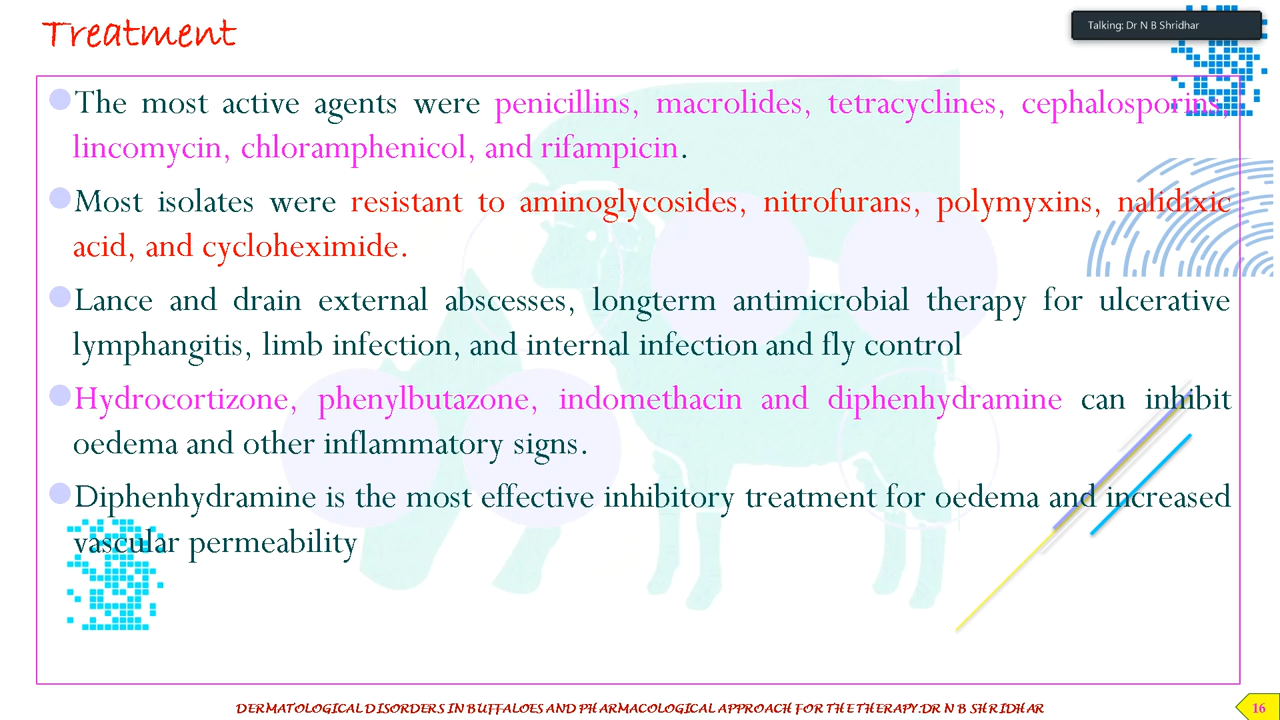 Treatment
Talking: Dr N B Shridhar
The most active agents were penicillins, macrolides, tetracyclines, cephalosporins,
lincomycin, chloramphenicol, and rifampicin.
Most isolates were resistant to aminoglycosides, nitrofurans, polymyxins, nalidixic
acid, and cycloheximide.
Lance and drain external abscesses, longterm antimicrobial therapy for ulcerative
lymphangitis, limb infection, and internal infection and fly control
Hydrocortizone, phenylbutazone, indomethacin and diphenhydramine can inhibit
oedema and other inflammatory signs.
Diphenhydramine is the most effective inhibitory treatment for oedema and increased
vascular permeability
DERMATOLOGICAL DISORDERS IN BUFFALOES AND PHARMACOLOGICAL APPROACH FOR THE THERAPY:DR N B SHRIDHAR
16